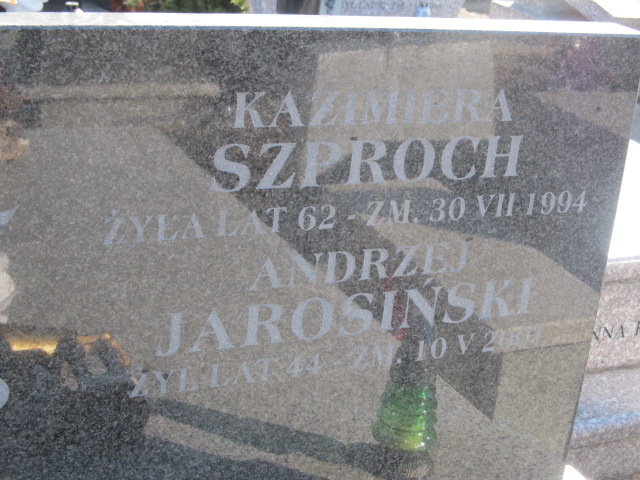 KAZIMIERA
SZPROCH
ŻYŁA LAT 62 - ZM. 30 VII 1994
ANDRZEJ
JAROSIŃSKI
ŻYŁ LAT 44 - ZM. 10 V